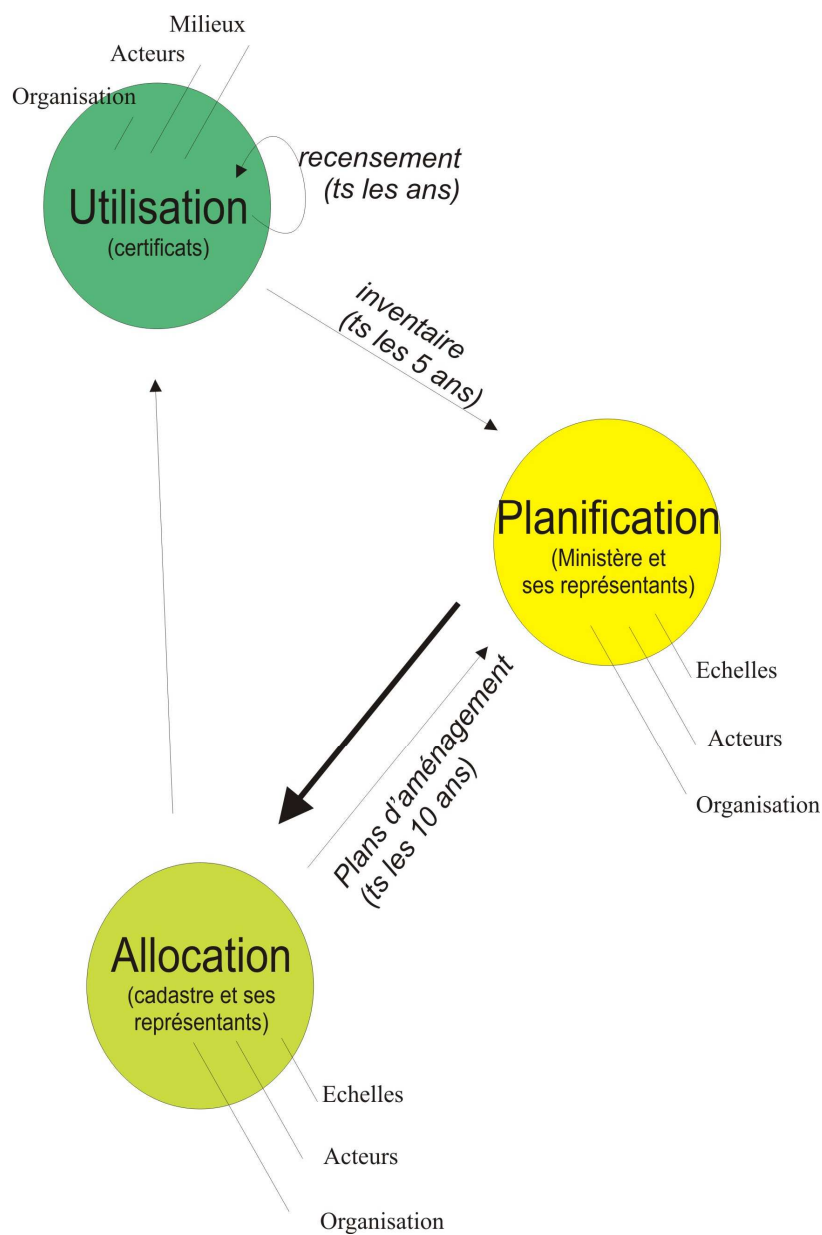 Milieux
Acteurs
Organisation
recensement
(ts les ans)
Utilisation
(certificats)
inventaire
(ts les 5 ans)
Planification
(Ministère et
ses représentants)
Echelles
Acteurs
Organisation
Plans d'aménagement
(ts les 10 ans)
Allocation
(cadastre et ses
représentants)
Echelles
Acteurs
Organisation